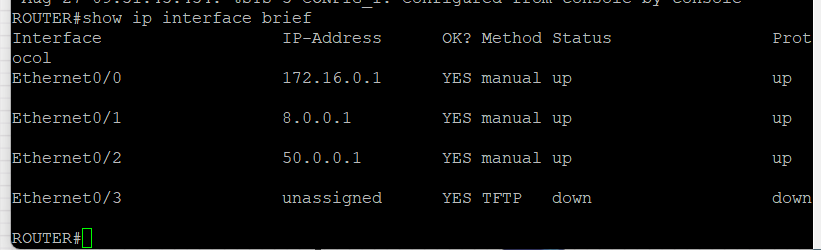 ROUTER#show ip interface brief
Interface IP-Address OK? Method Status Prot
ocol
Ethernet0/0 172.16.0.1 YES manual up up
Ethernet0/1 8.0.0.1 YES manual up up
Ethernet0/2 50.0.0.1 YES manual up up
Ethernet0/3 unassigned YES TFTP down down
ROUTER#